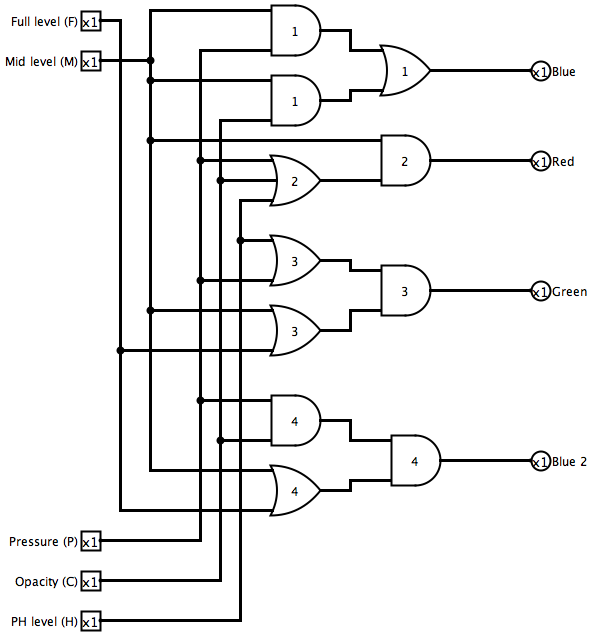 Full level (F) x1
Mid level (M) x1
1
1
1
x1 Blue
2
2
x1 Red
3
3
3
x1 Green
4
4
4
x1 Blue 2
Pressure (P) x1
Opacity (C) x1
PH level (H) x1